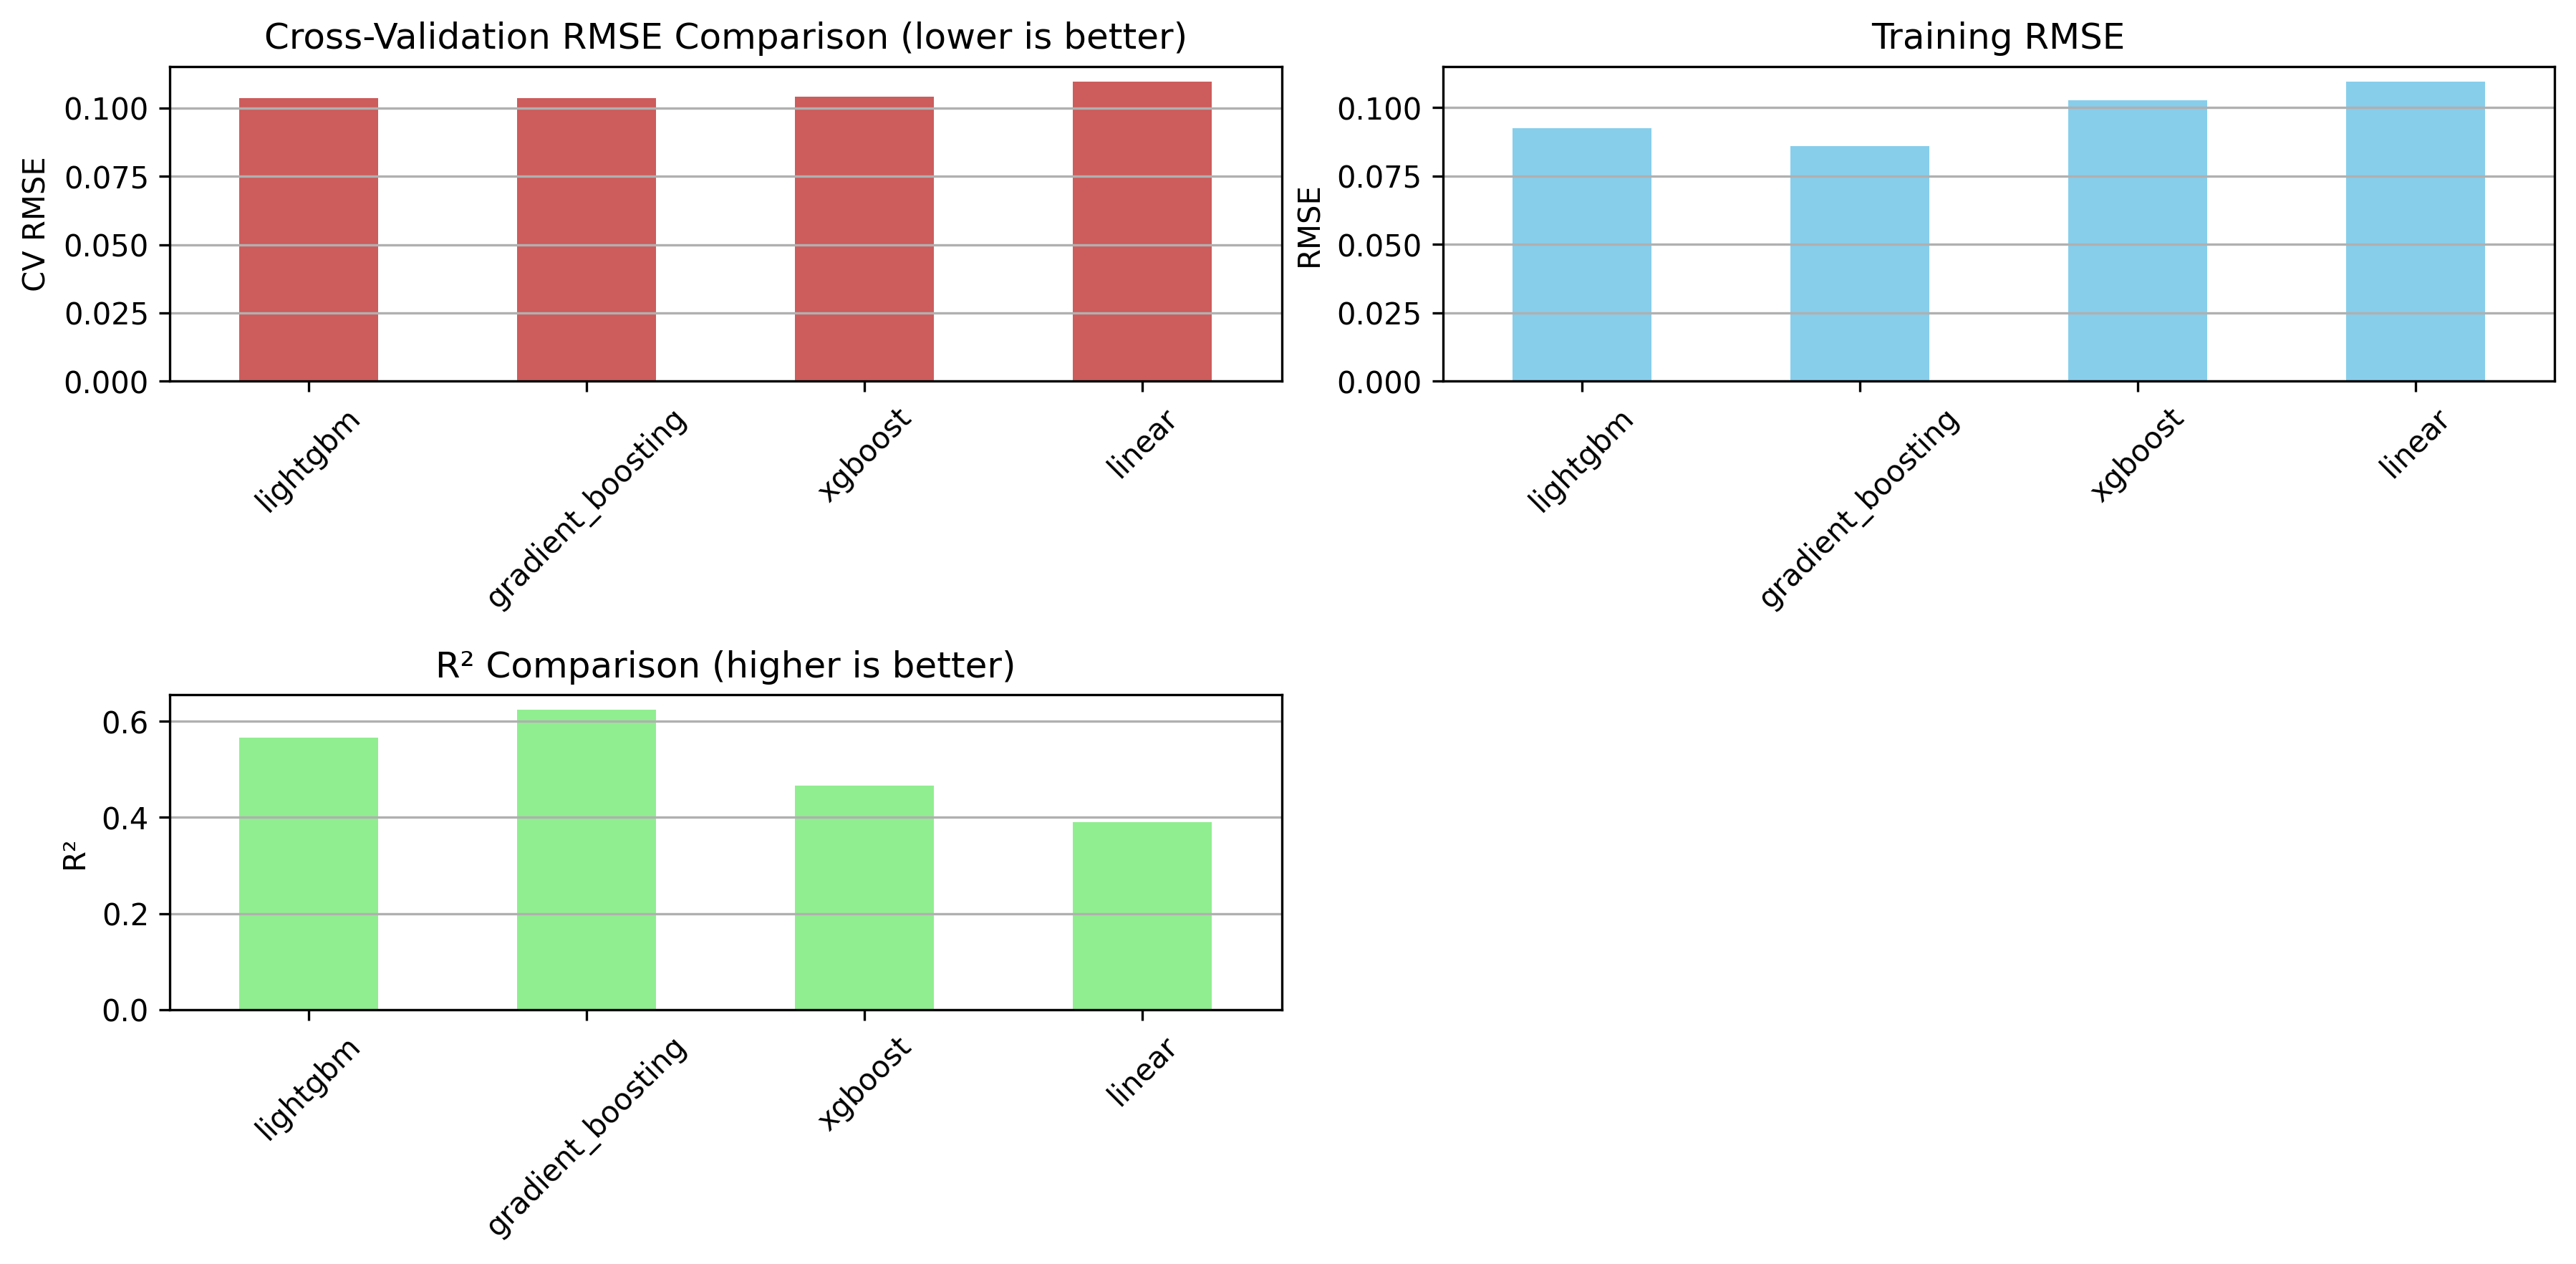 Cross-Validation RMSE Comparison (lower is better)
CV RMSE
0.100
0.075
0.050
0.025
0.000
lightgbm
gradient_boosting
xgboost
linear
Training RMSE
RMSE
0.100
0.075
0.050
0.025
0.000
lightgbm
gradient_boosting
xgboost
linear
R² Comparison (higher is better)
R²
0.6
0.4
0.2
0.0
lightgbm
gradient_boosting
xgboost
linear